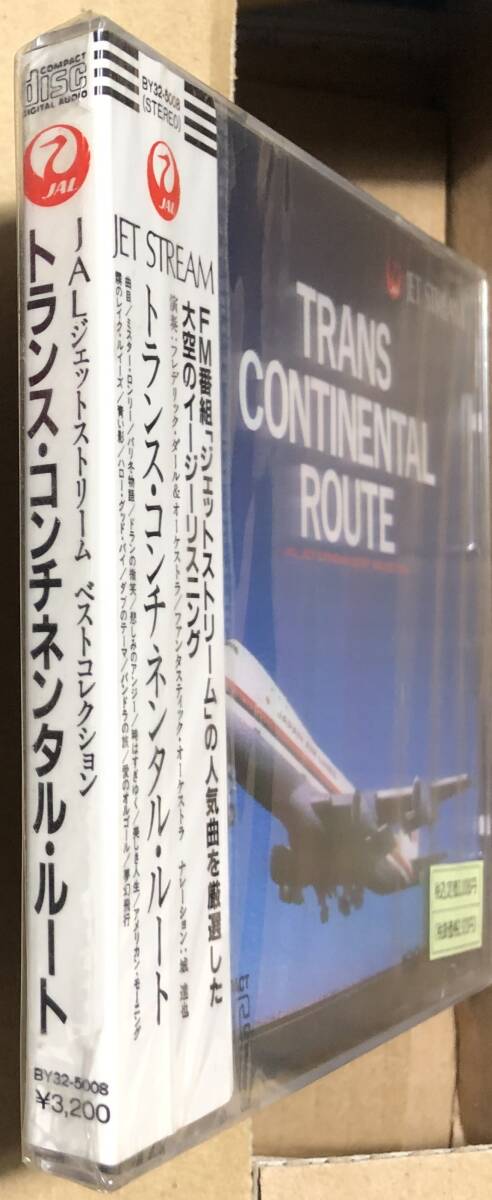 COMPACT
disc
DIGITAL AUDIO
JAL
JALジェットストリーム ベストコレクション
トランス・コンチネンタル・ルート
BY32-5008
¥3,200
BY32-5008
(STEREO)
JAL
JET STREAM
トランス・コンチネンタル・ルート
FM番組「ジェットストリーム」の人気曲を厳選した
大空のイージーリスニング
演奏:フレデリック・ダール&オーケストラ/ファンタスティック・オーケストラ ナレーション:城 達也
曲目/ミスター・ロンリー/パリ冬物語/ドランの微笑/悲しみのアンジー/時はすぎゆく/美しき人生/アメリカン・モーニング
霧のレイク・ルイーズ/青い影/ハロー・グッド・バイ/ダブのテーマ/パンドラの旅/愛のオルゴール/夢幻飛行
JET STREAM
TRANS
CONTINENTAL
ROUTE